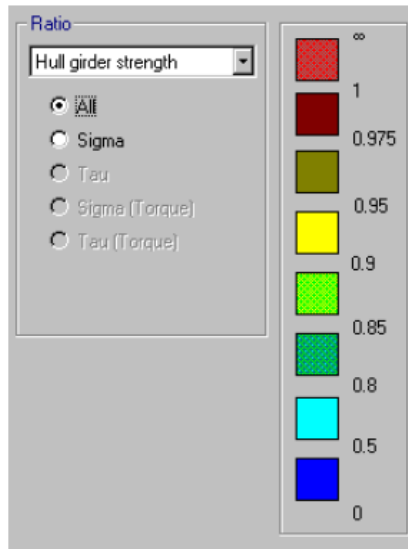 Ratio
Hull girder strength
All
Sigma
Tau
Sigma (Torque)
Tau (Torque)
∞
1
0.975
0.95
0.9
0.85
0.8
0.5
0